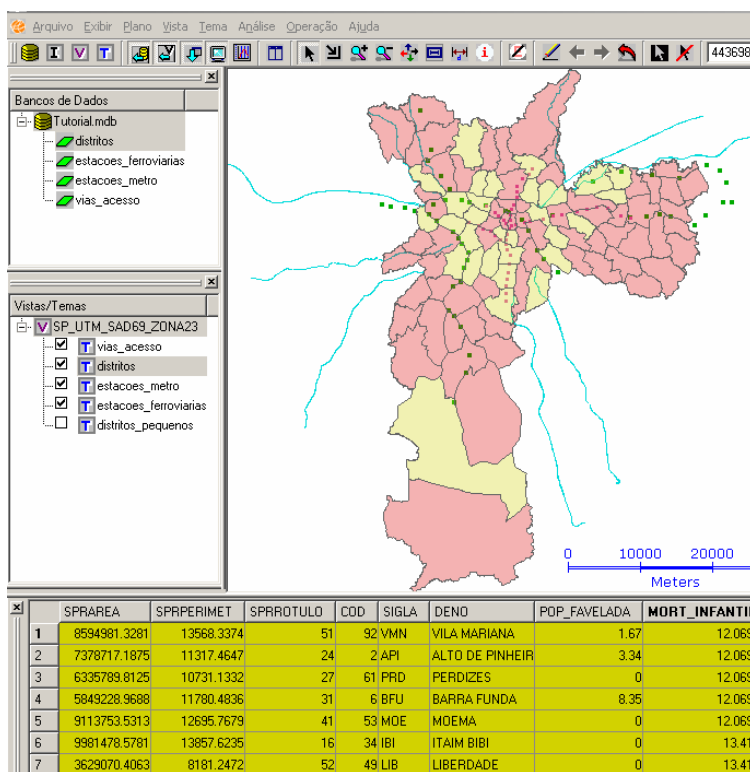 Arquivo Exibir Plano Vista Tema Análise Operação Ajuda
I V T i 443698
Bancos de Dados
Tutorial.mdb
distritos
estacoes_ferroviarias
estacoes_metro
vias_acesso
Vistas/Temas
V SP_UTM_SAD69_ZONA23
T vias_acesso
T distritos
T estacoes_metro
T estacoes_ferroviarias
T distritos_pequenos
0 10000 20000
Meters
SPRAREA SPRPERIMET SPRROTULO COD SIGLA DENO POP_FAVELADA MORT_INFANTI
1 8594981.3281 13568.3374 51 92 VMN VILA MARIANA 1.67 12.069
2 7378717.1875 11317.4647 24 2 API ALTO DE PINHEIR 3.34 12.069
3 6335789.8125 10731.1332 27 61 PRD PERDIZES 0 12.069
4 5849228.9688 11780.4836 31 6 BFU BARRA FUNDA 8.35 12.069
5 9113753.5313 12695.7679 41 53 MOE MOEMA 0 12.069
6 9981478.5781 13857.6235 16 34 IBI ITAIM BIBI 0 13.41
7 3629070.4063 8181.2472 52 49 LIB LIBERDADE 0 13.41